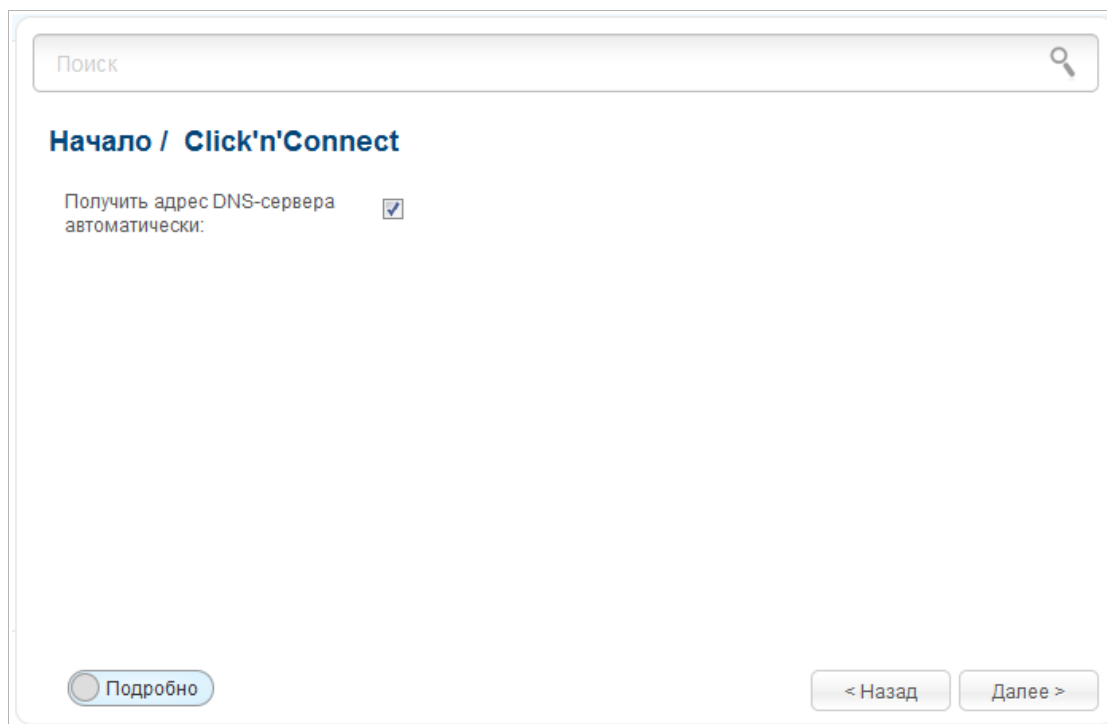 Поиск
Начало / Click'n'Connect
Получить адрес DNS-сервера
автоматически:
Подробно
< Назад
Далее >